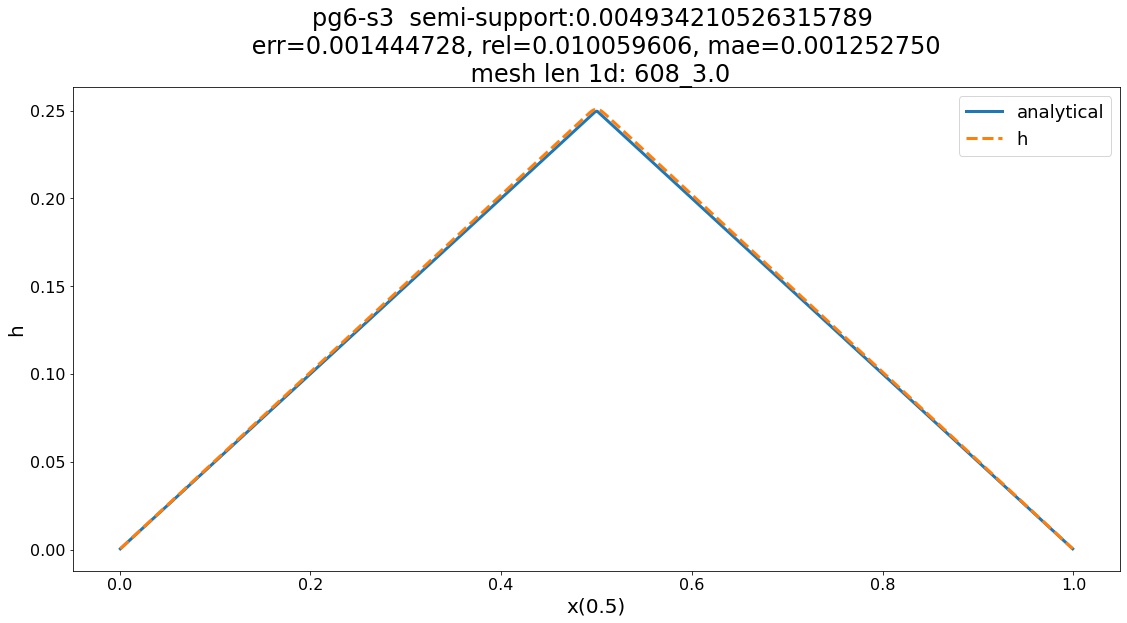 pg6-s3  semi-support:0.004934210526315789
err=0.001444728, rel=0.010059606, mae=0.001252750
mesh len 1d: 608_3.0
analytical
h
0.25
0.20
0.15
0.10
0.05
0.00
h
0.0 0.2 0.4 0.6 0.8 1.0
x(0.5)